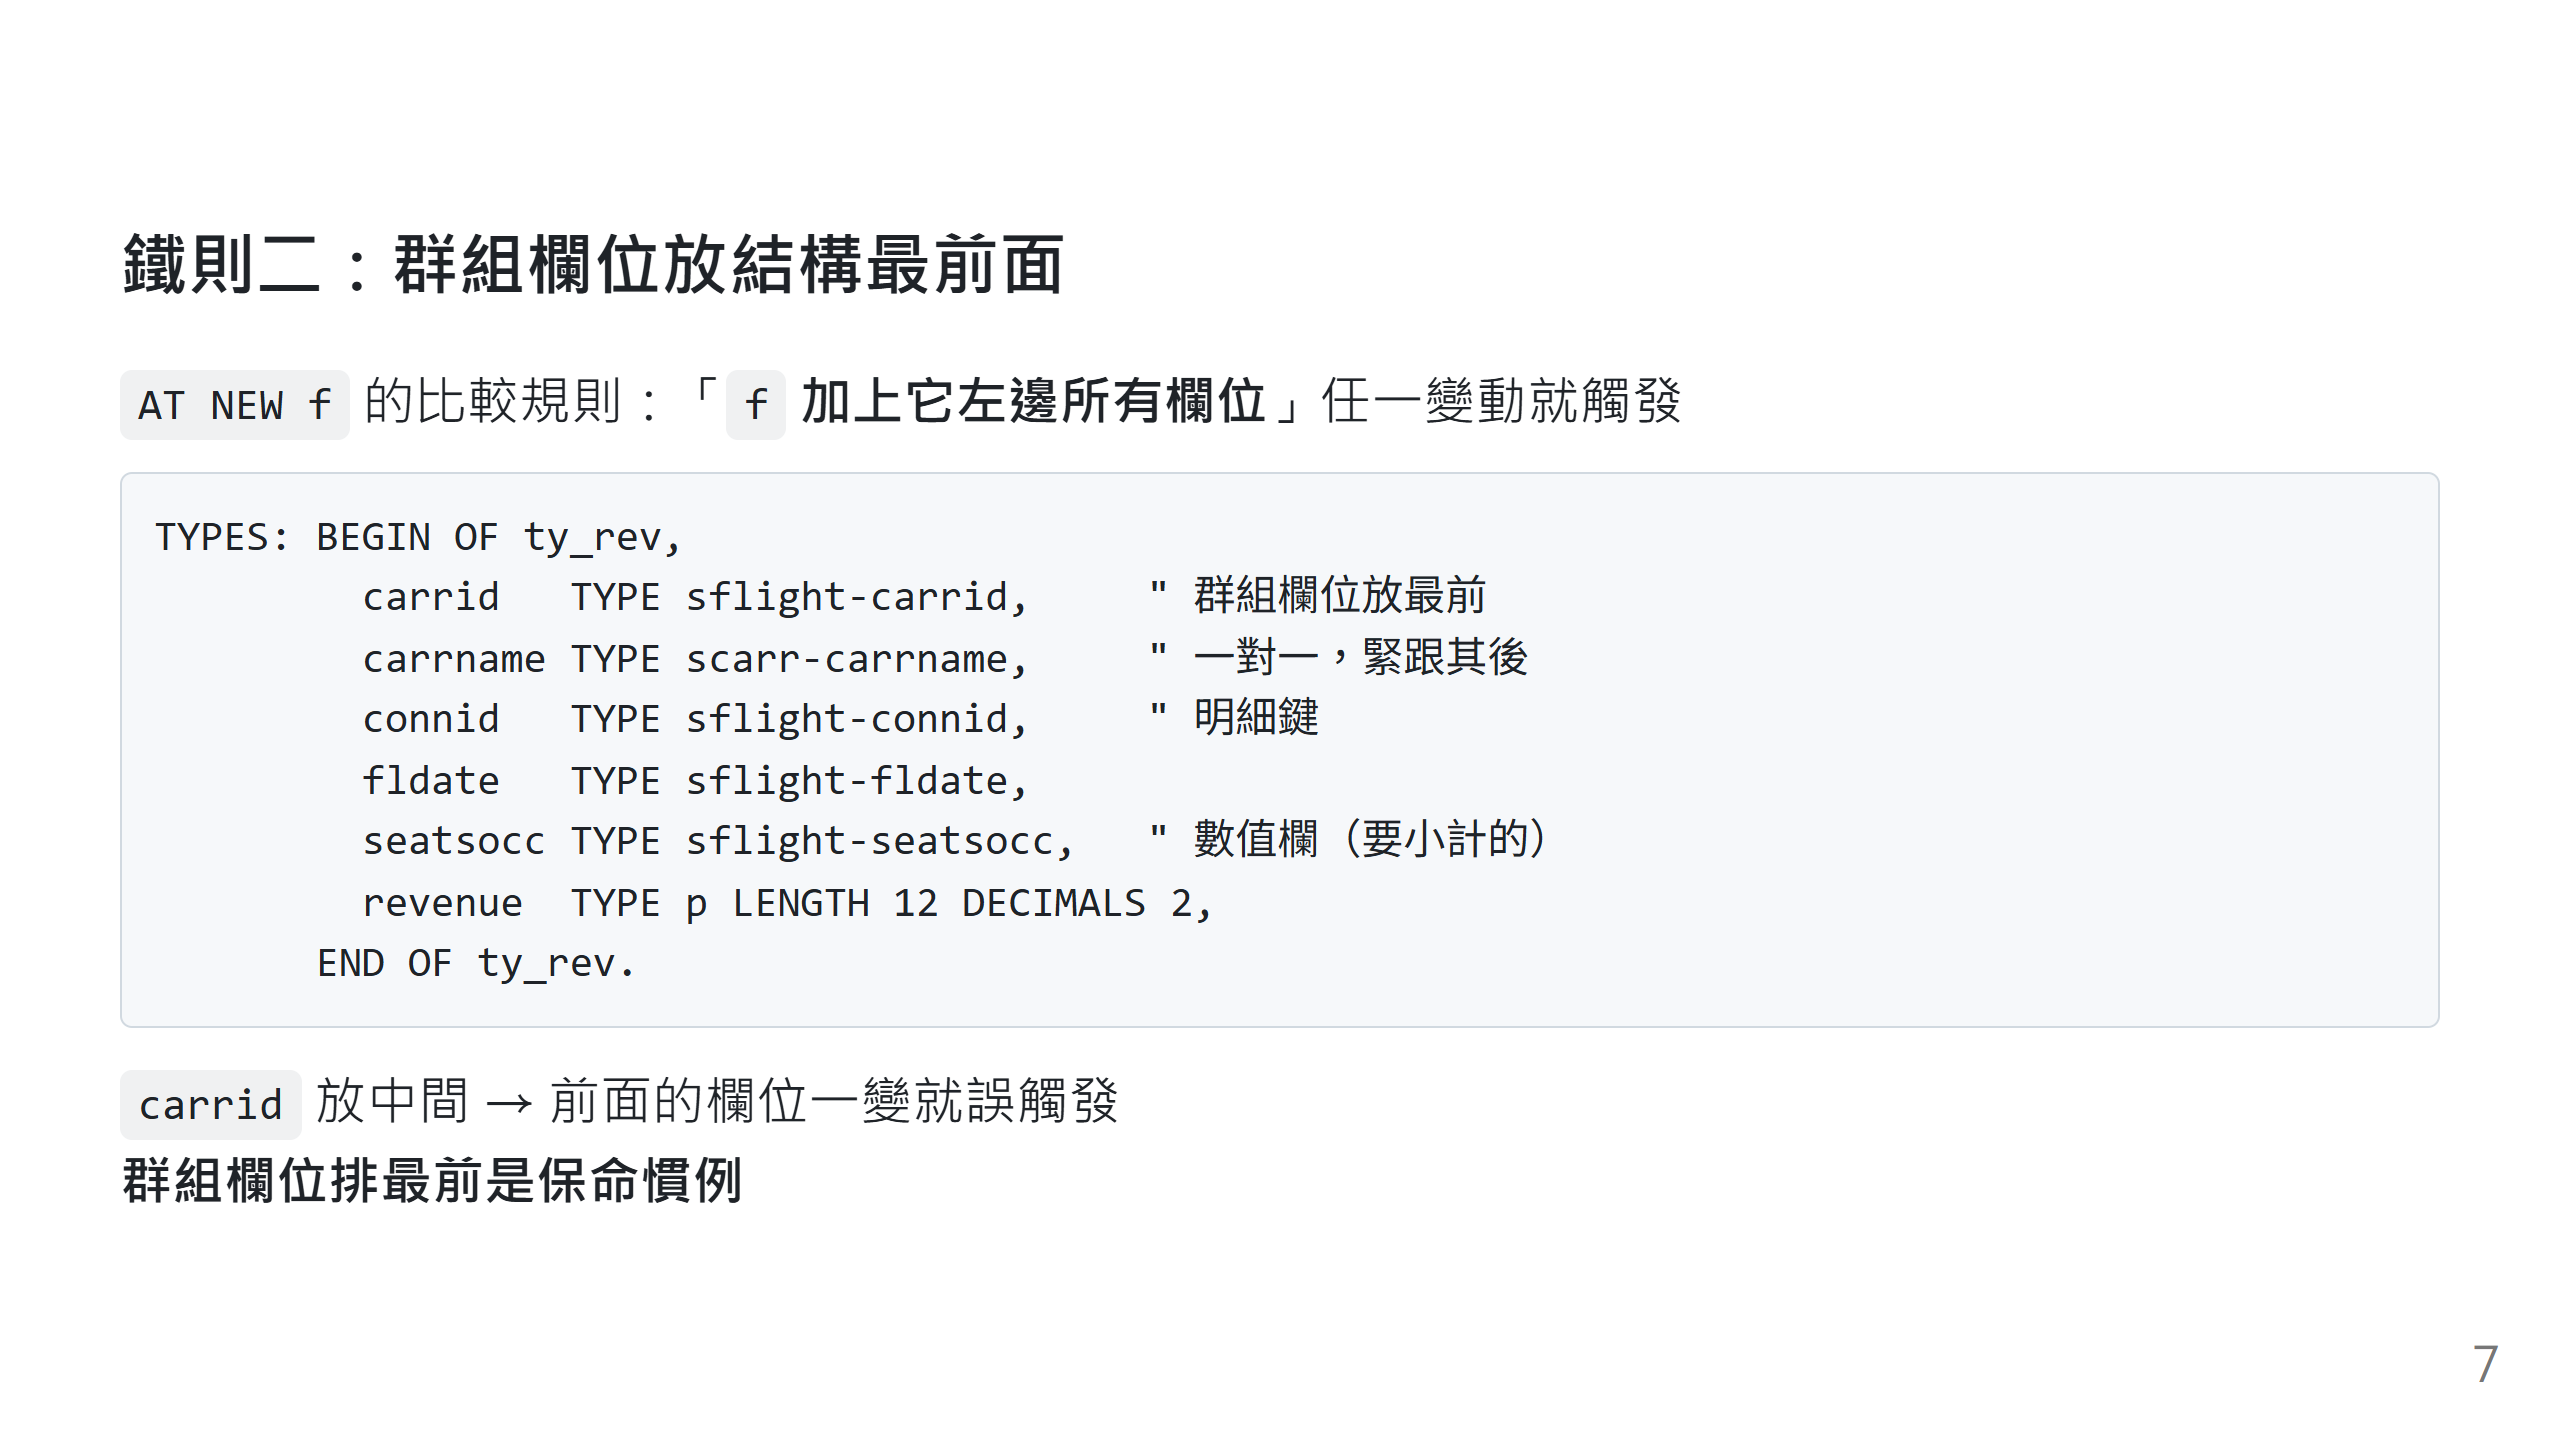 鐵則二：群組欄位放結構最前面
AT NEW f 的比較規則：「f 加上它左邊所有欄位」任一變動就觸發
TYPES: BEGIN OF ty_rev,
         carrid   TYPE sflight-carrid,     " 群組欄位放最前
         carrname TYPE scarr-carrname,     " 一對一，緊跟其後
         connid   TYPE sflight-connid,     " 明細鍵
         fldate   TYPE sflight-fldate,
         seatsocc TYPE sflight-seatsocc,   " 數值欄（要小計的）
         revenue  TYPE p LENGTH 12 DECIMALS 2,
       END OF ty_rev.
carrid 放中間 → 前面的欄位一變就誤觸發
群組欄位排最前是保命慣例
7